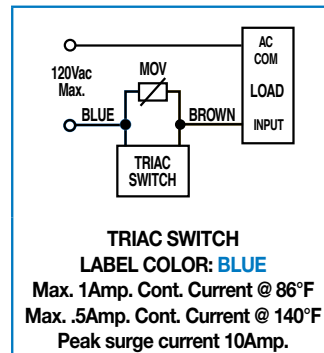 AC
COM
120Vac
Max.
MOV
LOAD
BLUE
BROWN
INPUT
TRIAC
SWITCH
TRIAC SWITCH
LABEL COLOR: BLUE
Max. 1Amp. Cont. Current @ 86°F
Max. .5Amp. Cont. Current @ 140°F
Peak surge current 10Amp.